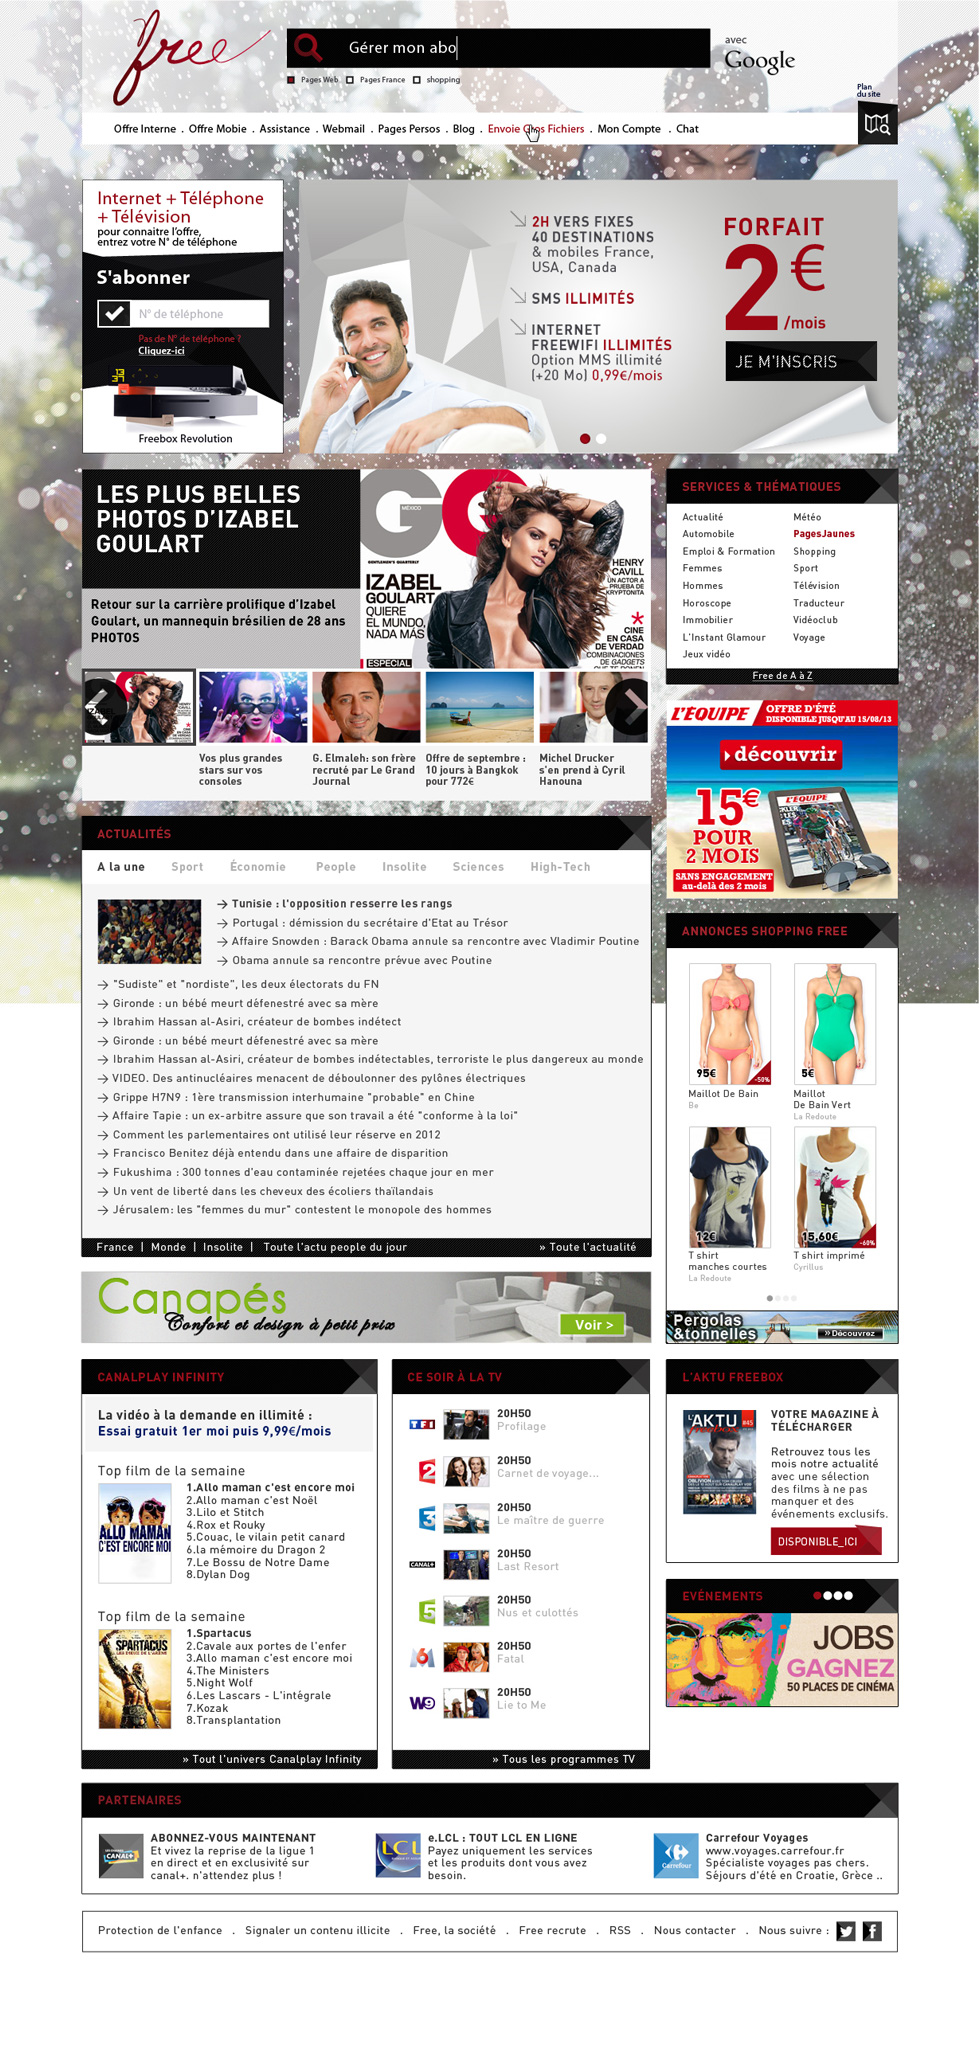 free
Gérer mon abo
avec
Google
Pages Web
Pages France
shopping
Plan
du site
Offre Interne . Offre Mobie . Assistance . Webmail . Pages Persos . Blog . Envoie Fichiers . Mon Compte . Chat
Internet + Téléphone
+ Télévision
pour connaitre l'offre,
entrez votre N° de téléphone
S'abonner
N° de téléphone
Pas de N° de téléphone ?
Cliquez-ici
13
37
Freebox Revolution
2H VERS FIXES
40 DESTINATIONS
& mobiles France,
USA, Canada
SMS ILLIMITÉS
INTERNET
FREEWIFI ILLIMITÉS
Option MMS illimité
(+20 Mo) 0,99€/mois
FORFAIT
2€
/mois
JE M'INSCRIS
LES PLUS BELLES
PHOTOS D'IZABEL
GOULART
Retour sur la carrière prolifique d'Izabel
Goulart, un mannequin brésilien de 28 ans
PHOTOS
GQ
MÉXICO
GENTLEMEN'S QUARTERLY
IZABEL
GOULART
QUIERE
EL MUNDO,
NADA MÁS
ESPECIAL
HENRY
CAVILL
UN ACTOR A
PRUEBA DE
KRYPTONITA
*
CINE
EN CASA
DE VERDAD
COMBINACIONES
DE GADGETS
QUE TE PONEN
Vos plus grandes
stars sur vos
consoles
G. Elmaleh: son frère
recruté par Le Grand
Journal
Offre de septembre :
10 jours à Bangkok
pour 772€
Michel Drucker
s'en prend à Cyril
Hanouna
SERVICES & THÉMATIQUES
Actualité
Automobile
Emploi & Formation
Femmes
Hommes
Horoscope
Immobilier
L'Instant Glamour
Jeux vidéo
Météo
PagesJaunes
Shopping
Sport
Télévision
Traducteur
Vidéoclub
Voyage
Free de A à Z
L'ÉQUIPE
OFFRE D'ÉTÉ
DISPONIBLE JUSQU'AU 15/08/13
découvrir
15€
POUR
2 MOIS
SANS ENGAGEMENT
au-delà des 2 mois
L'ÉQUIPE
ACTUALITÉS
A la une Sport Économie People Insolite Sciences High-Tech
Tunisie : l'opposition resserre les rangs
Portugal : démission du secrétaire d'Etat au Trésor
Affaire Snowden : Barack Obama annule sa rencontre avec Vladimir Poutine
Obama annule sa rencontre prévue avec Poutine
"Sudiste" et "nordiste", les deux électorats du FN
Gironde : un bébé meurt défenestré avec sa mère
Ibrahim Hassan al-Asiri, créateur de bombes indétect
Gironde : un bébé meurt défenestré avec sa mère
Ibrahim Hassan al-Asiri, créateur de bombes indétectables, terroriste le plus dangereux au monde
VIDEO. Des antinucléaires menacent de déboulonner des pylônes électriques
Grippe H7N9 : 1ère transmission interhumaine "probable" en Chine
Affaire Tapie : un ex-arbitre assure que son travail a été "conforme à la loi"
Comment les parlementaires ont utilisé leur réserve en 2012
Francisco Benitez déjà entendu dans une affaire de disparition
Fukushima : 300 tonnes d'eau contaminée rejetées chaque jour en mer
Un vent de liberté dans les cheveux des écoliers thaïlandais
Jérusalem: les "femmes du mur" contestent le monopole des hommes
France | Monde | Insolite | Toute l'actu people du jour
» Toute l'actualité
ANNONCES SHOPPING FREE
95€
-50%
Maillot De Bain
Be
5€
Maillot
De Bain Vert
La Redoute
12€
T shirt
manches courtes
La Redoute
15,60€
-60%
T shirt imprimé
Cyrillus
Canapés
Confort et design à petit prix
Voir >
Pergolas
&tonnelles
» Découvrez
CANALPLAY INFINITY
La vidéo à la demande en illimité :
Essai gratuit 1er moi puis 9,99€/mois
Top film de la semaine
ALLO MAMAN
C'EST ENCORE MOI
1.Allo maman c'est encore moi
2.Allo maman c'est Noël
3.Lilo et Stitch
4.Rox et Rouky
5.Couac, le vilain petit canard
6.la mémoire du Dragon 2
7.Le Bossu de Notre Dame
8.Dylan Dog
Top film de la semaine
SPARTACUS
1.Spartacus
2.Cavale aux portes de l'enfer
3.Allo maman c'est encore moi
4.The Ministers
5.Night Wolf
6.Les Lascars - L'intégrale
7.Kozak
8.Transplantation
» Tout l'univers Canalplay Infinity
CE SOIR À LA TV
TF1
20H50
Profilage
2
20H50
Carnet de voyage...
3
20H50
Le maître de guerre
CANAL+
20H50
Last Resort
5
20H50
Nus et culottés
M6
20H50
Fatal
W9
20H50
Lie to Me
» Tous les programmes TV
L'AKTU FREEBOX
L'AKTU
freebox
#45
OBLIVION
VOTRE MAGAZINE À
TÉLÉCHARGER
Retrouvez tous les
mois notre actualité
avec une sélection
des films à ne pas
manquer et des
événements exclusifs.
DISPONIBLE_ICI
EVÈNEMENTS
JOBS
GAGNEZ
50 PLACES DE CINÉMA
PARTENAIRES
CANAL+
ABONNEZ-VOUS MAINTENANT
Et vivez la reprise de la ligue 1
en direct et en exclusivité sur
canal+. n'attendez plus !
LCL
e.LCL : TOUT LCL EN LIGNE
Payez uniquement les services
et les produits dont vous avez
besoin.
Carrefour
Carrefour Voyages
www.voyages.carrefour.fr
Spécialiste voyages pas chers.
Séjours d'été en Croatie, Grèce ..
Protection de l'enfance . Signaler un contenu illicite . Free, la société . Free recrute . RSS . Nous contacter . Nous suivre :